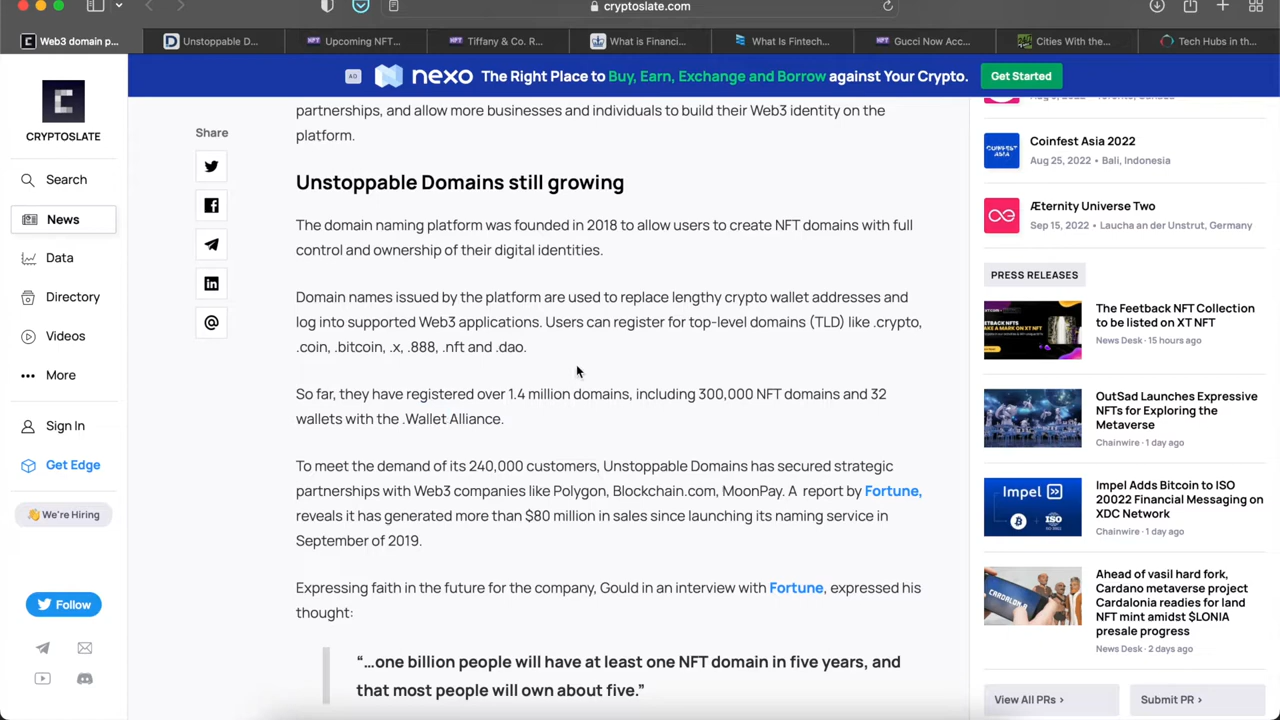 cryptoslate.com
Web3 domain p...
Unstoppable D...
Upcoming NFT...
Tiffany & Co. R...
What is Financi...
What Is Fintech...
Gucci Now Acc...
Cities With the...
Tech Hubs in th...
AD
nexo
The Right Place to Buy, Earn, Exchange and Borrow against Your Crypto.
Get Started
CRYPTOSLATE
Search
News
Data
Directory
Videos
More
Sign In
Get Edge
👋 We're Hiring
Follow
Share
partnerships, and allow more businesses and individuals to build their Web3 identity on the
platform.
Unstoppable Domains still growing
The domain naming platform was founded in 2018 to allow users to create NFT domains with full
control and ownership of their digital identities.
Domain names issued by the platform are used to replace lengthy crypto wallet addresses and
log into supported Web3 applications. Users can register for top-level domains (TLD) like .crypto,
.coin, .bitcoin, .x, .888, .nft and .dao.
So far, they have registered over 1.4 million domains, including 300,000 NFT domains and 32
wallets with the .Wallet Alliance.
To meet the demand of its 240,000 customers, Unstoppable Domains has secured strategic
partnerships with Web3 companies like Polygon, Blockchain.com, MoonPay. A report by Fortune,
reveals it has generated more than $80 million in sales since launching its naming service in
September of 2019.
Expressing faith in the future for the company, Gould in an interview with Fortune, expressed his
thought:
“…one billion people will have at least one NFT domain in five years, and
that most people will own about five.”
Coinfest Asia 2022
Aug 25, 2022 • Bali, Indonesia
Æternity Universe Two
Sep 15, 2022 • Laucha an der Unstrut, Germany
PRESS RELEASES
The Feetback NFT Collection
to be listed on XT NFT
News Desk · 15 hours ago
OutSad Launches Expressive
NFTs for Exploring the
Metaverse
Chainwire · 1 day ago
Impel
Impel Adds Bitcoin to ISO
20022 Financial Messaging on
XDC Network
Chainwire · 1 day ago
Ahead of vasil hard fork,
Cardano metaverse project
Cardalonia readies for land
NFT mint amidst $LONIA
presale progress
News Desk · 2 days ago
View All PRs ›
Submit PR ›